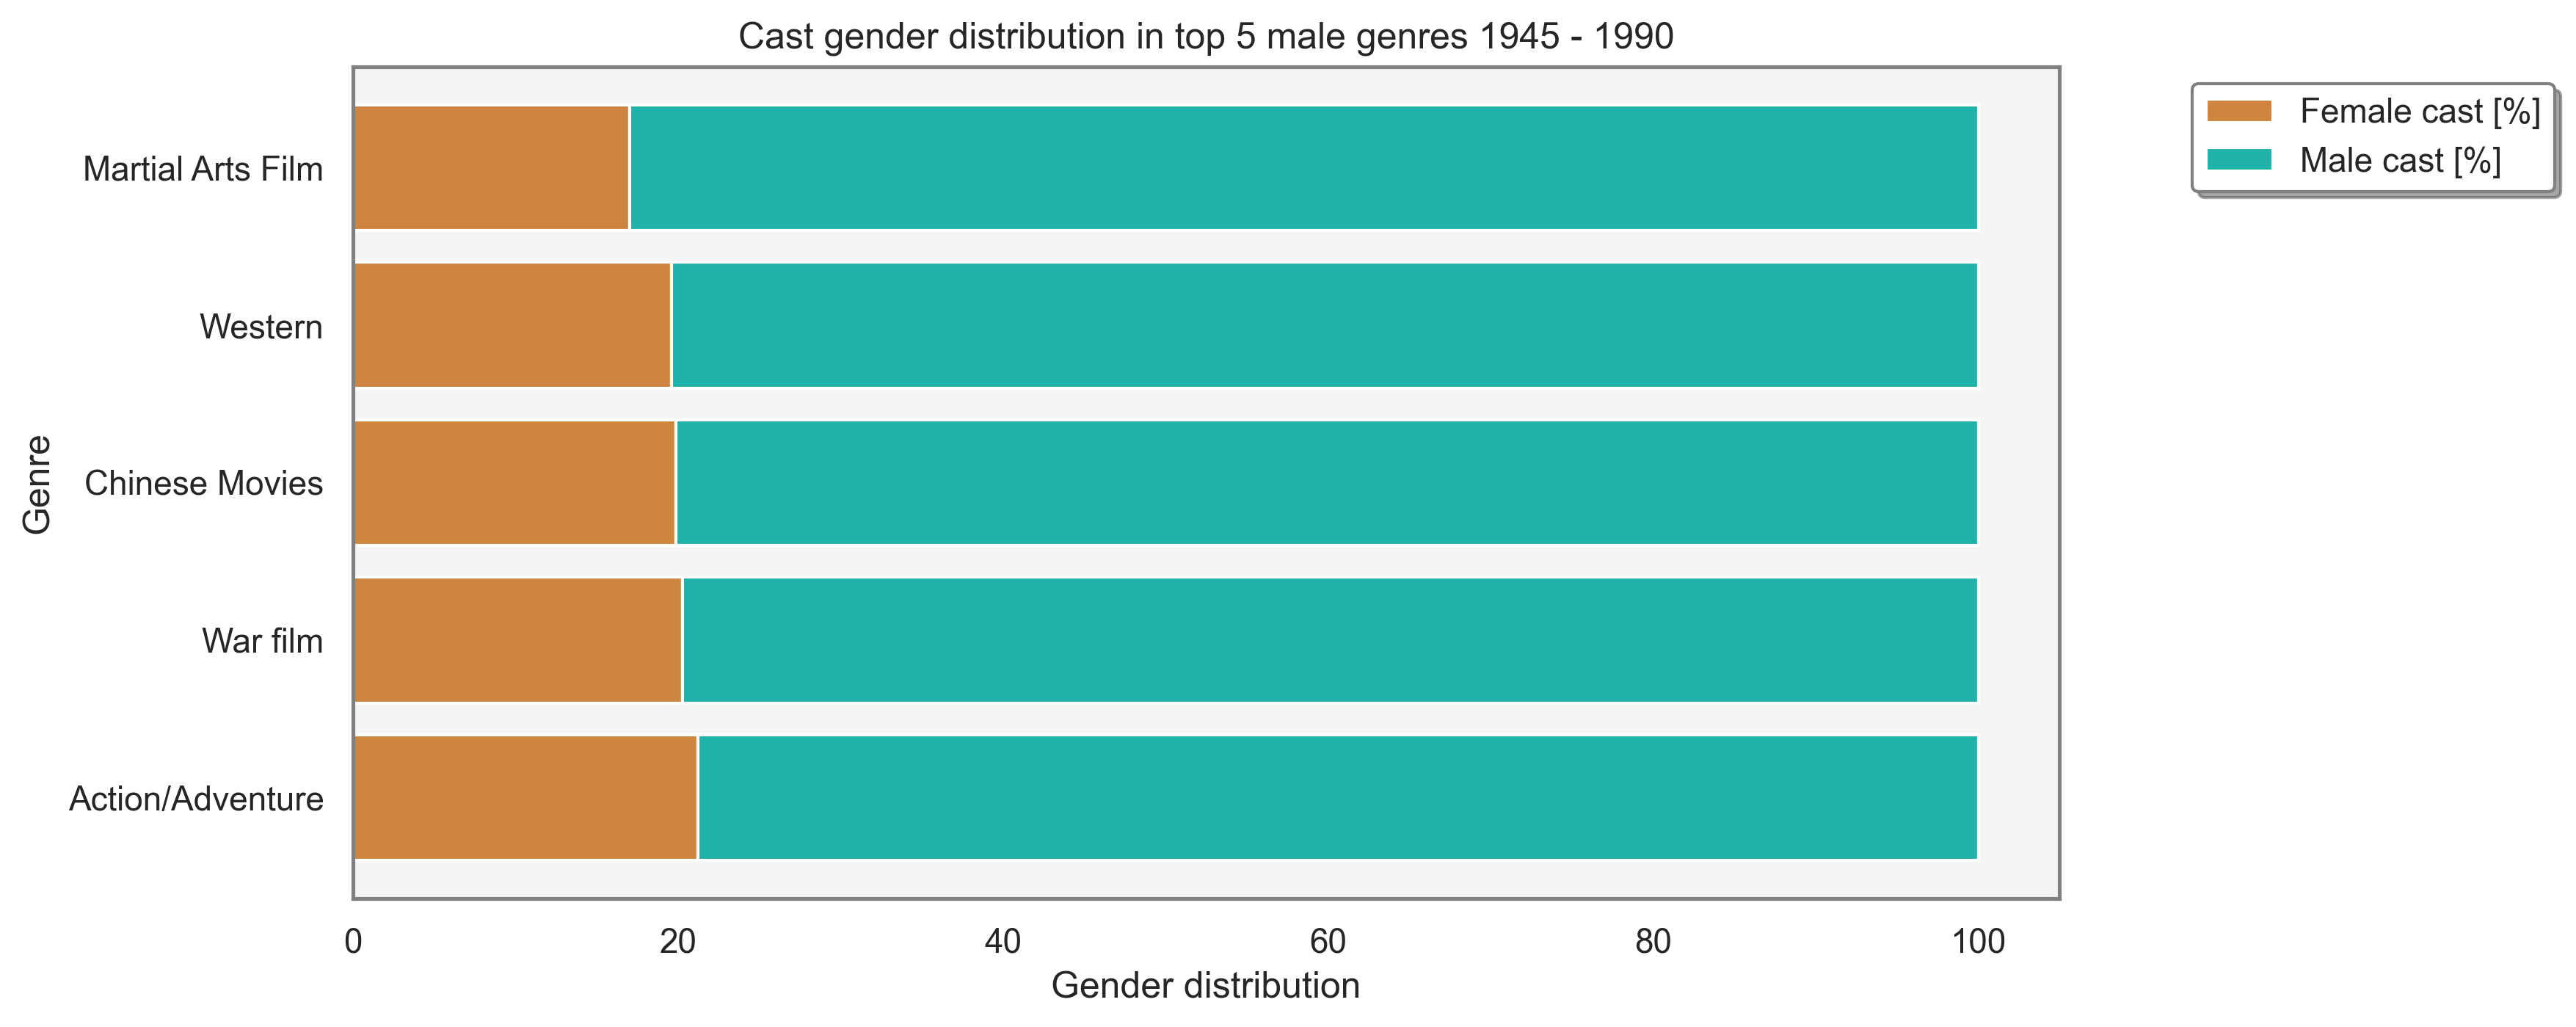 Cast gender distribution in top 5 male genres 1945 - 1990
Female cast [%]
Male cast [%]
Genre
Martial Arts Film
Western
Chinese Movies
War film
Action/Adventure
0 20 40 60 80 100
Gender distribution